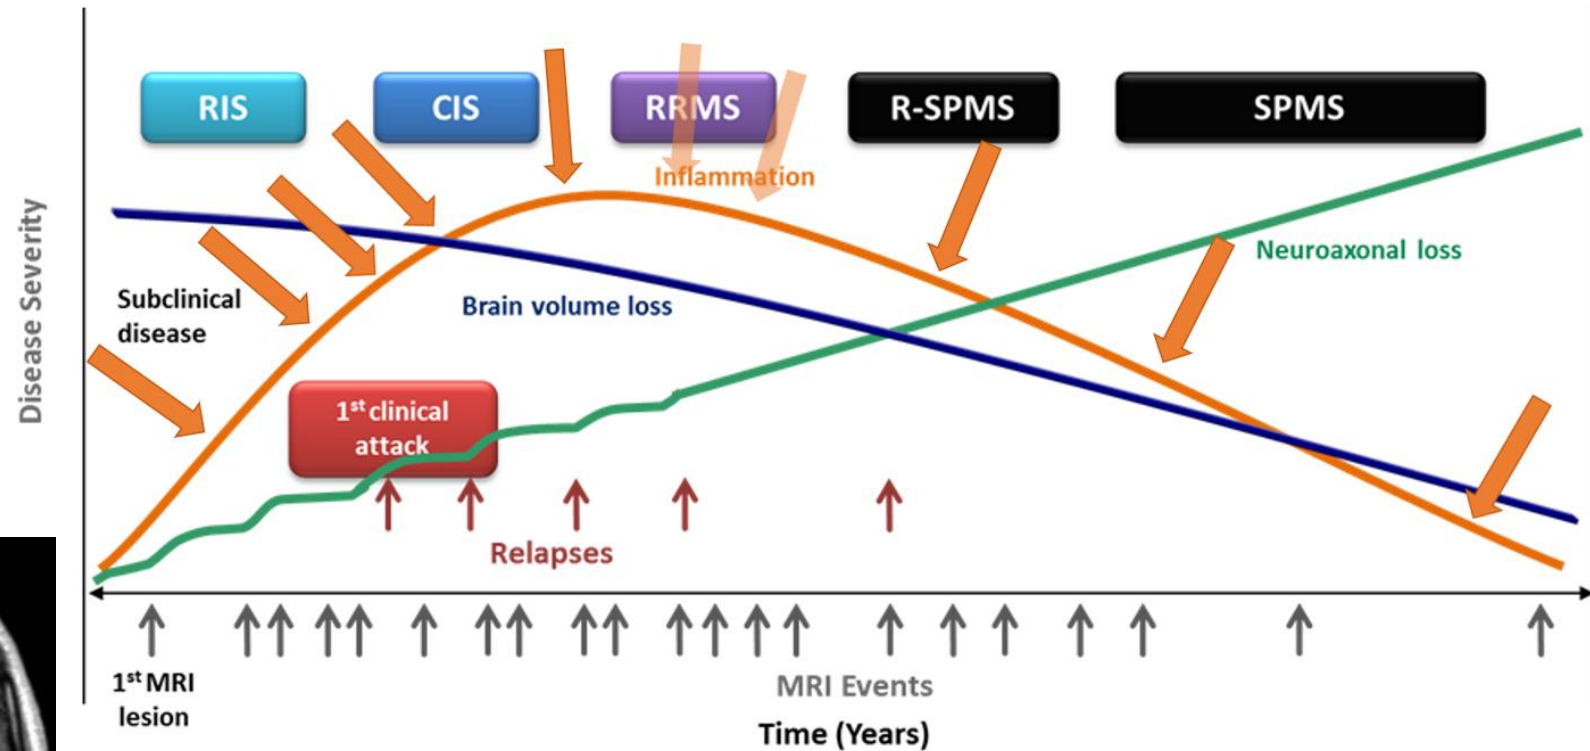 RIS
CIS
RRMS
R-SPMS
SPMS
Inflammation
Disease Severity
Subclinical
disease
Brain volume loss
Neuroaxonal loss
1st clinical
attack
Relapses
1st MRI
lesion
MRI Events
Time (Years)